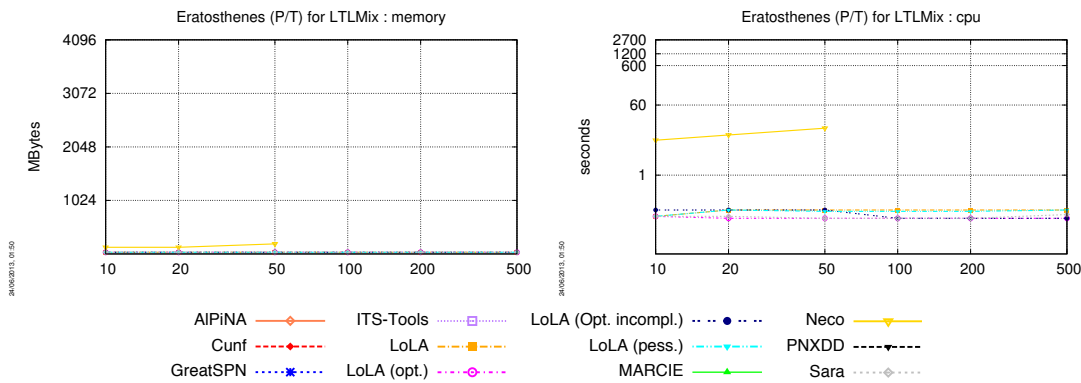 Eratosthenes (P/T) for LTLMix : memory
4096
3072
2048
1024
MBytes
10 20 50 100 200 500
24/06/2013, 01:50
Eratosthenes (P/T) for LTLMix : cpu
2700
1200
600
60
1
seconds
10 20 50 100 200 500
24/06/2013, 01:50
AlPiNA ITS-Tools LoLA (Opt. incompl.) Neco
Cunf LoLA LoLA (pess.) PNXDD
GreatSPN LoLA (opt.) MARCIE Sara